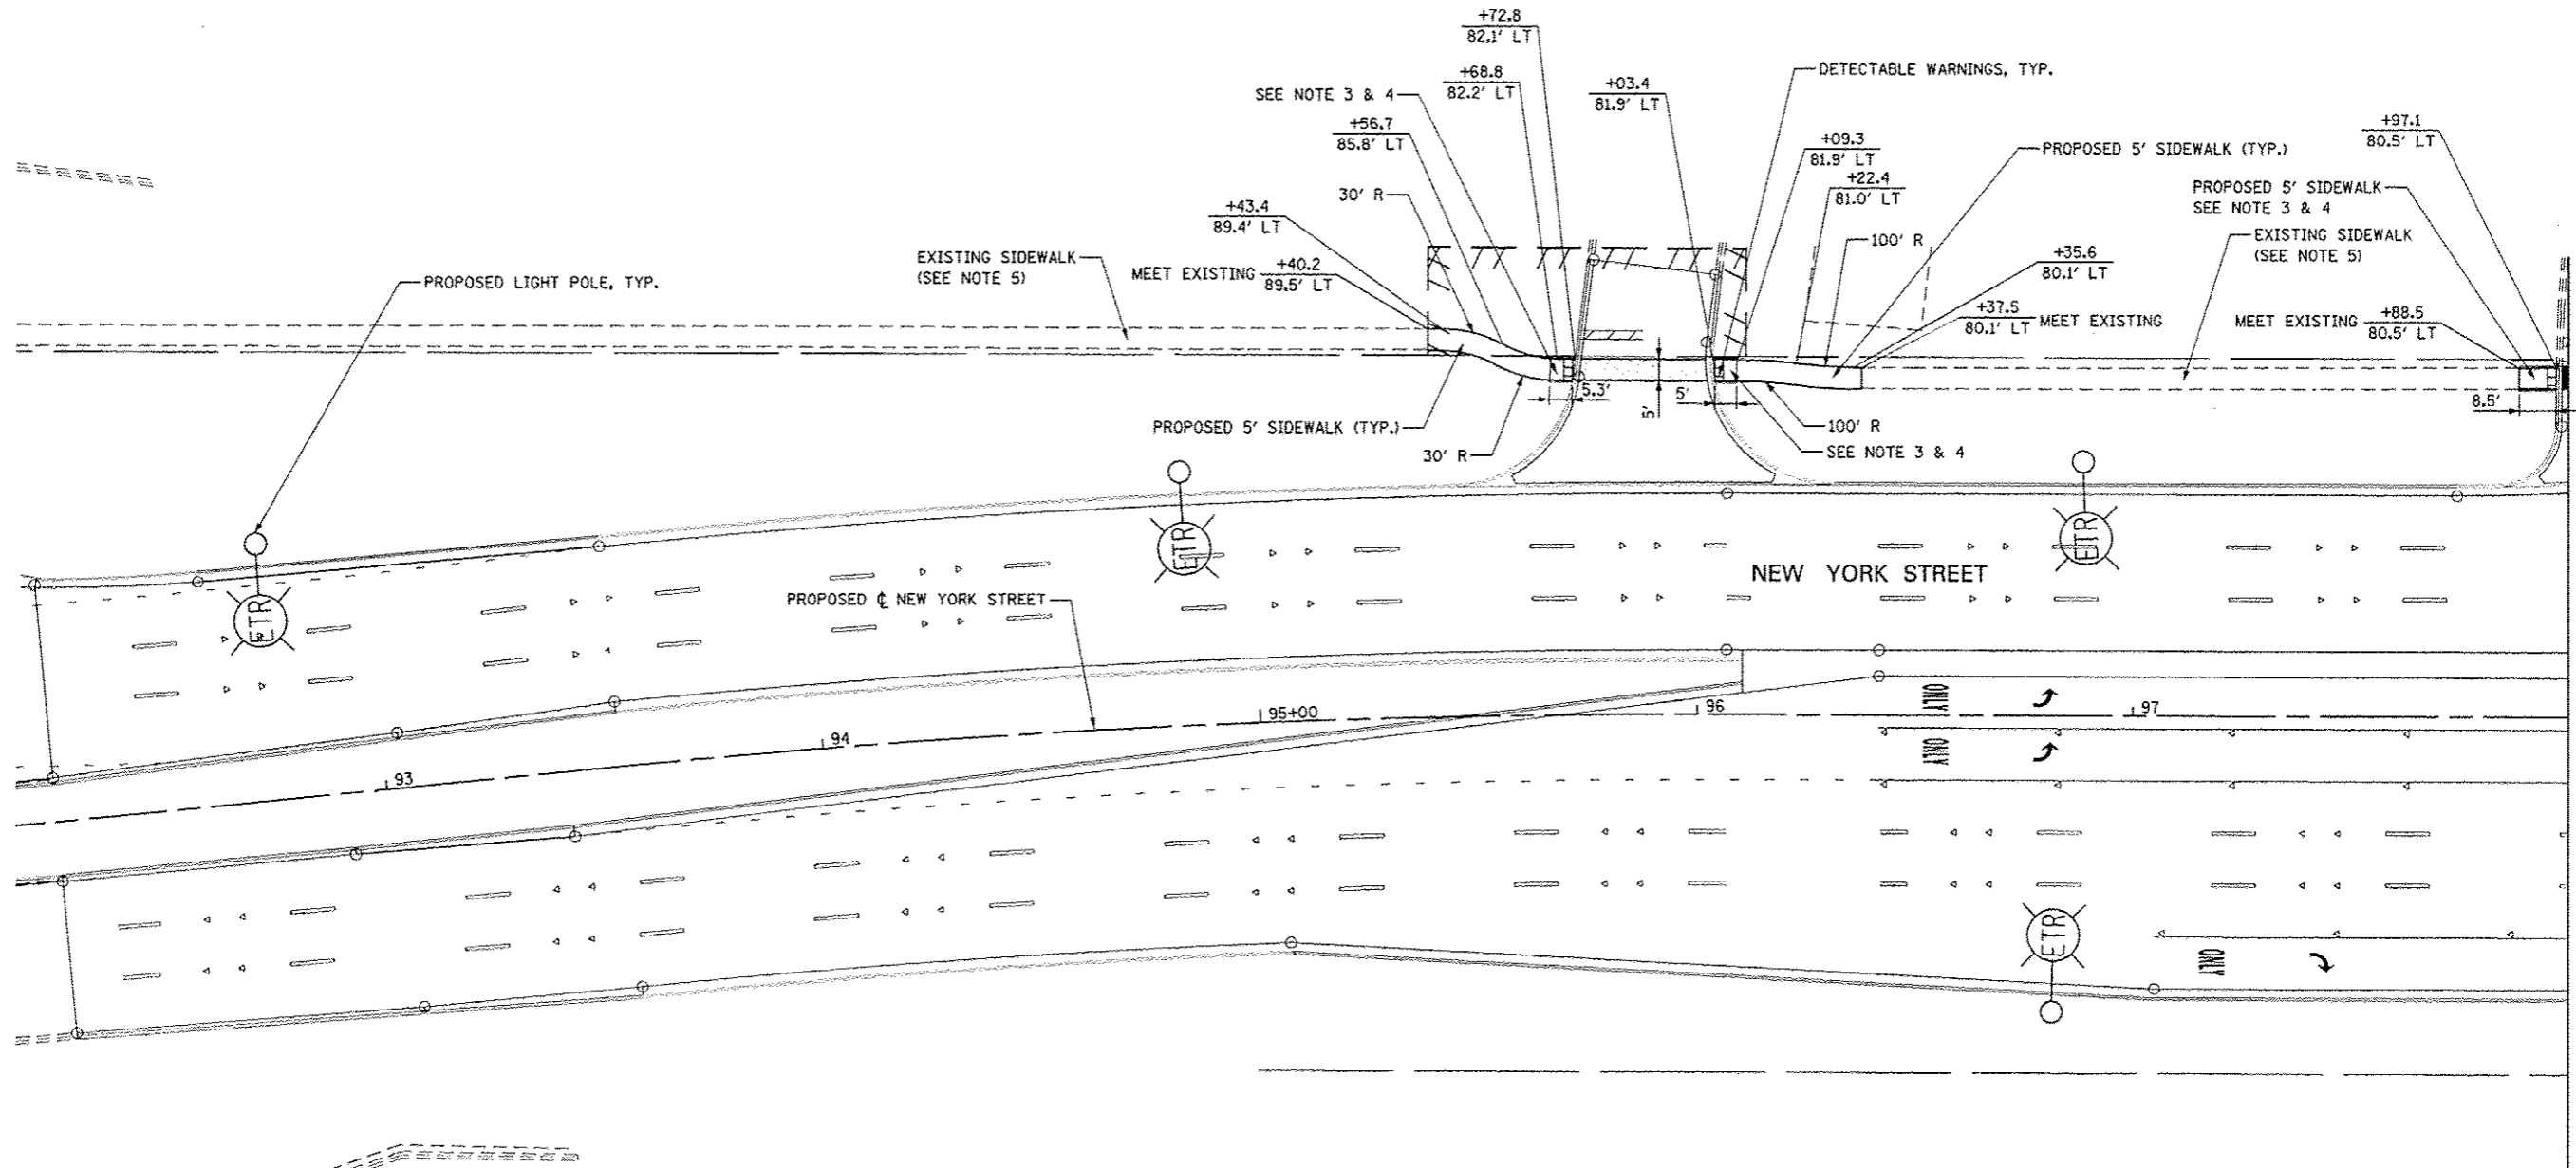 +72.8
82.1' LT
+68.8
82.2' LT
SEE NOTE 3 & 4
+56.7
85.8' LT
30' R
+43.4
89.4' LT
EXISTING SIDEWALK
(SEE NOTE 5)
MEET EXISTING +40.2
89.5' LT
PROPOSED LIGHT POLE, TYP.
DETECTABLE WARNINGS, TYP.
+03.4
81.9' LT
+09.3
81.9' LT
+22.4
81.0' LT
PROPOSED 5' SIDEWALK (TYP.)
+97.1
80.5' LT
PROPOSED 5' SIDEWALK
SEE NOTE 3 & 4
EXISTING SIDEWALK
(SEE NOTE 5)
100' R
+35.6
80.1' LT
+37.5
80.1' LT MEET EXISTING
MEET EXISTING +88.5
80.5' LT
5.3'
5'
5'
8.5'
PROPOSED 5' SIDEWALK (TYP.)
30' R
100' R
SEE NOTE 3 & 4
ETR
ETR
ETR
NEW YORK STREET
PROPOSED ℄ NEW YORK STREET
93
94
95+00
96
97
ONLY
ONLY
ETR
ONLY